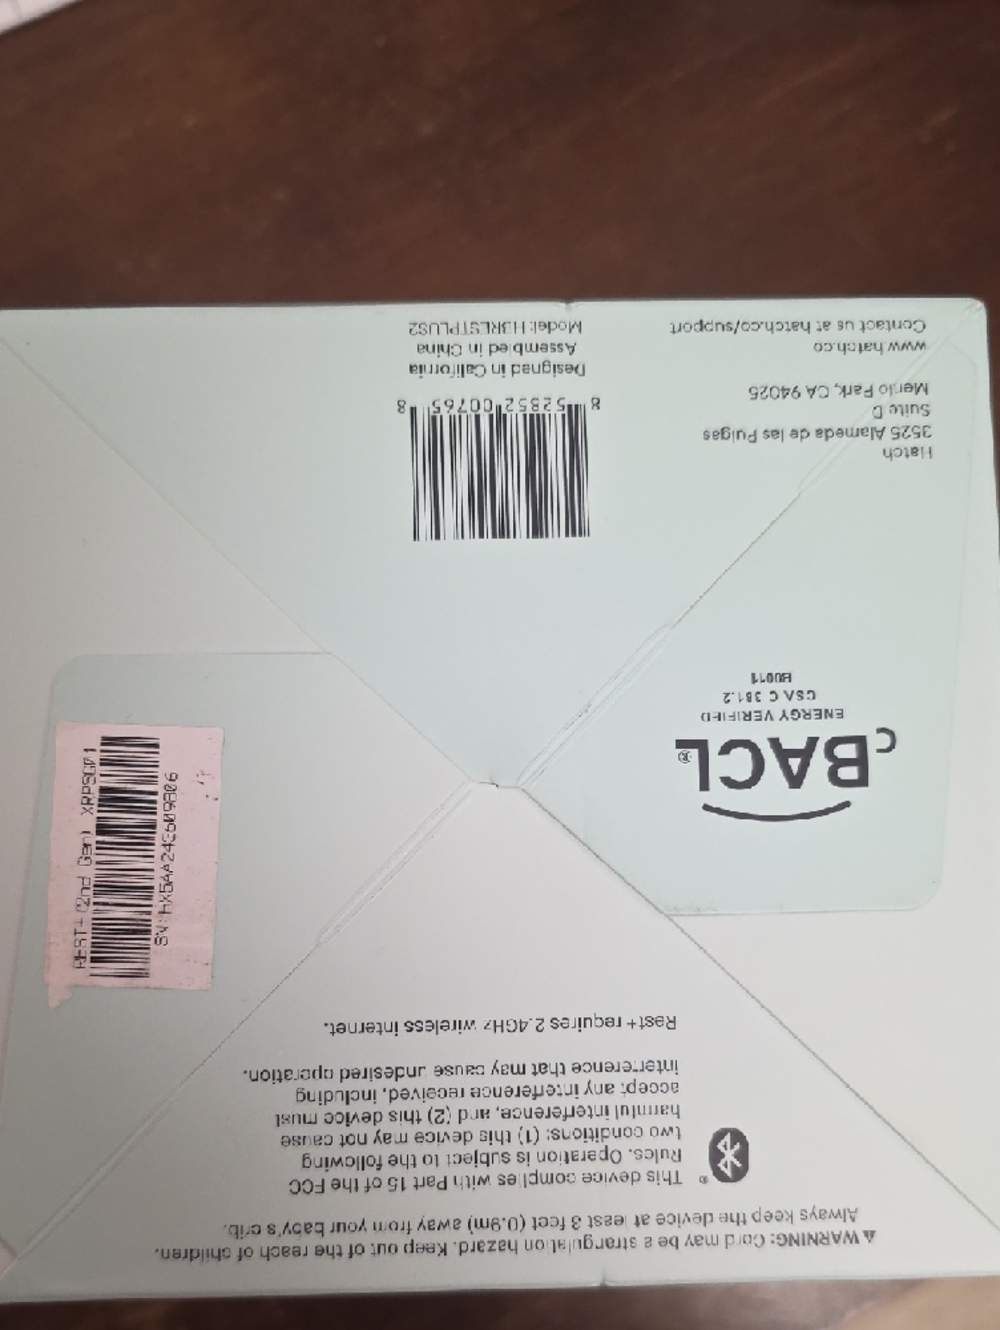 ⚠ WARNING: Cord may be a strangulation hazard. Keep out of the reach of children.
Always keep the device at least 3 feet (0.9m) away from your baby's crib.
This device complies with Part 15 of the FCC
Rules. Operation is subject to the following
two conditions: (1) this device may not cause
harmful interference, and (2) this device must
accept any interference received, including
interference that may cause undesired operation.
Rest+ requires 2.4GHz wireless internet.
cBACL®
ENERGY VERIFIED
CSA C 381.2
Hatch
3525 Alameda de las Pulgas
Suite D
Menlo Park, CA 94025
www.hatch.co
Contact us at hatch.co/support
8 52852 00765 8
Designed in California
Assembled in China
Model: H3RESTPLUS2
REST+ (2nd Gen)